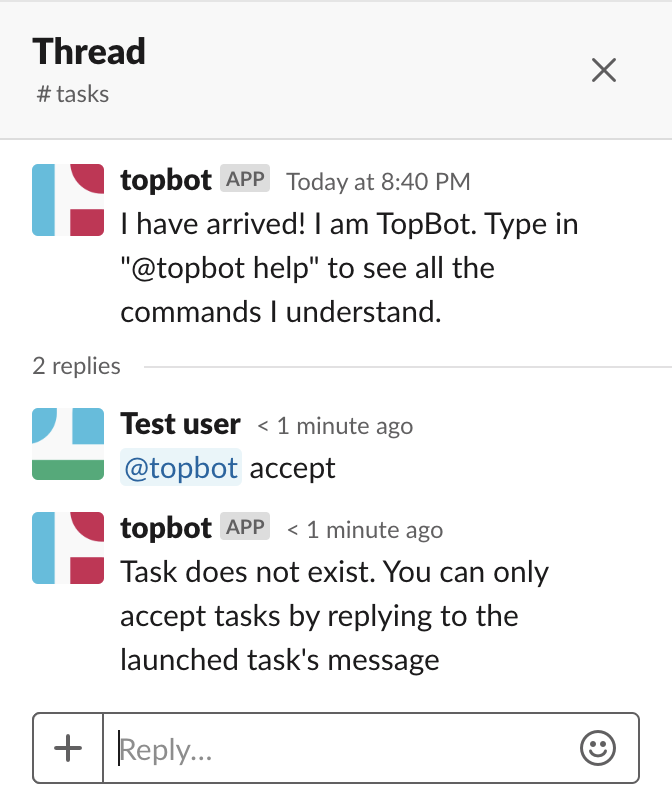 Thread
# tasks
topbot APP Today at 8:40 PM
I have arrived! I am TopBot. Type in
"@topbot help" to see all the
commands I understand.
2 replies
Test user < 1 minute ago
@topbot accept
topbot APP < 1 minute ago
Task does not exist. You can only
accept tasks by replying to the
launched task's message
Reply...